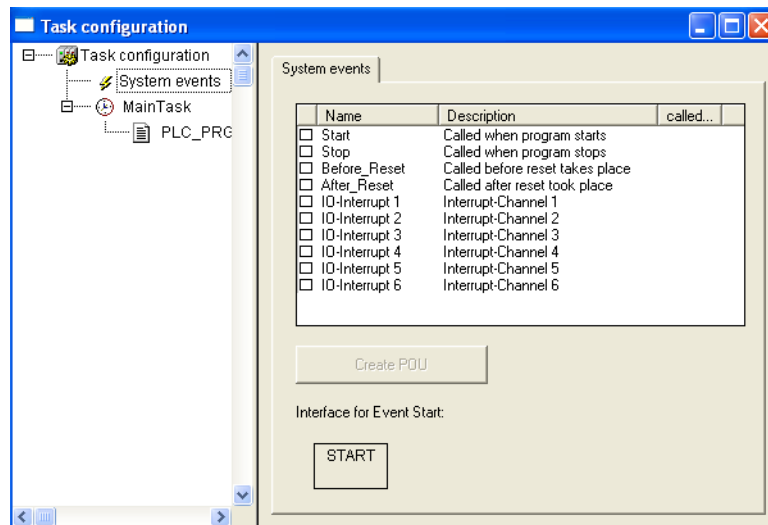 Task configuration
Task configuration
System events
MainTask
PLC_PRG
System events
Name Description called...
Start Called when program starts
Stop Called when program stops
Before_Reset Called before reset takes place
After_Reset Called after reset took place
IO-Interrupt 1 Interrupt-Channel 1
IO-Interrupt 2 Interrupt-Channel 2
IO-Interrupt 3 Interrupt-Channel 3
IO-Interrupt 4 Interrupt-Channel 4
IO-Interrupt 5 Interrupt-Channel 5
IO-Interrupt 6 Interrupt-Channel 6
Create POU
Interface for Event Start:
START